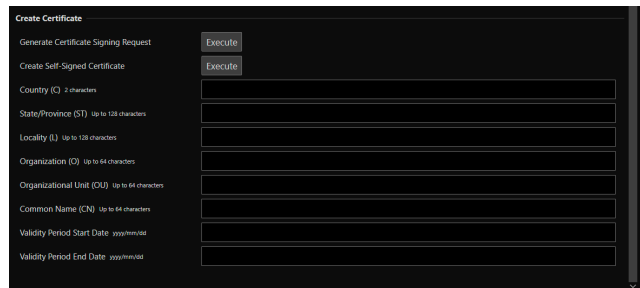 Create Certificate
Generate Certificate Signing Request Execute
Create Self-Signed Certificate Execute
Country (C) 2 characters
State/Province (ST) Up to 128 characters
Locality (L) Up to 128 characters
Organization (O) Up to 64 characters
Organizational Unit (OU) Up to 64 characters
Common Name (CN) Up to 64 characters
Validity Period Start Date yyyy/mm/dd
Validity Period End Date yyyy/mm/dd